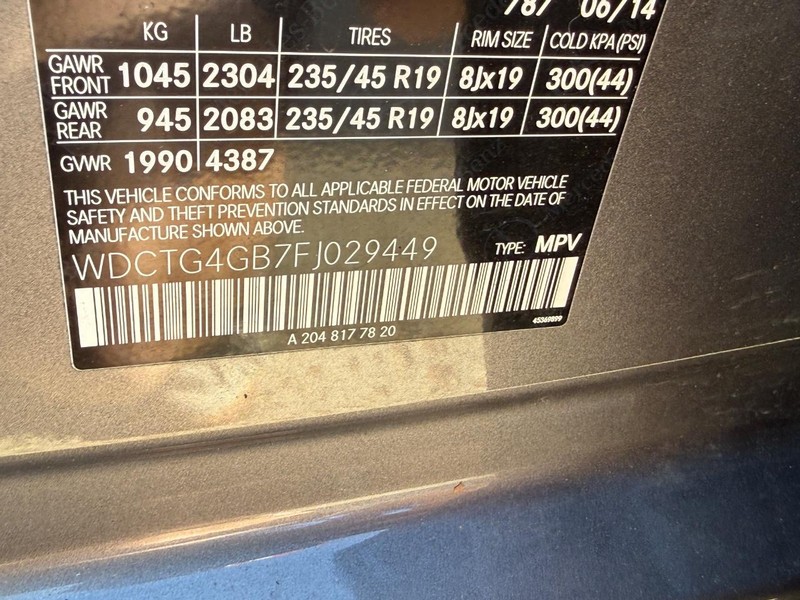 787 06/14
KG LB TIRES RIM SIZE COLD KPA(PSI)
GAWR FRONT 1045 2304 235/45 R19 8Jx19 300(44)
GAWR REAR 945 2083 235/45 R19 8Jx19 300(44)
GVWR 1990 4387
THIS VEHICLE CONFORMS TO ALL APPLICABLE FEDERAL MOTOR VEHICLE
SAFETY AND THEFT PREVENTION STANDARDS IN EFFECT ON THE DATE OF
MANUFACTURE SHOWN ABOVE.
WDCTG4GB7FJ029449 TYPE: MPV
45369899
A 204 817 78 20